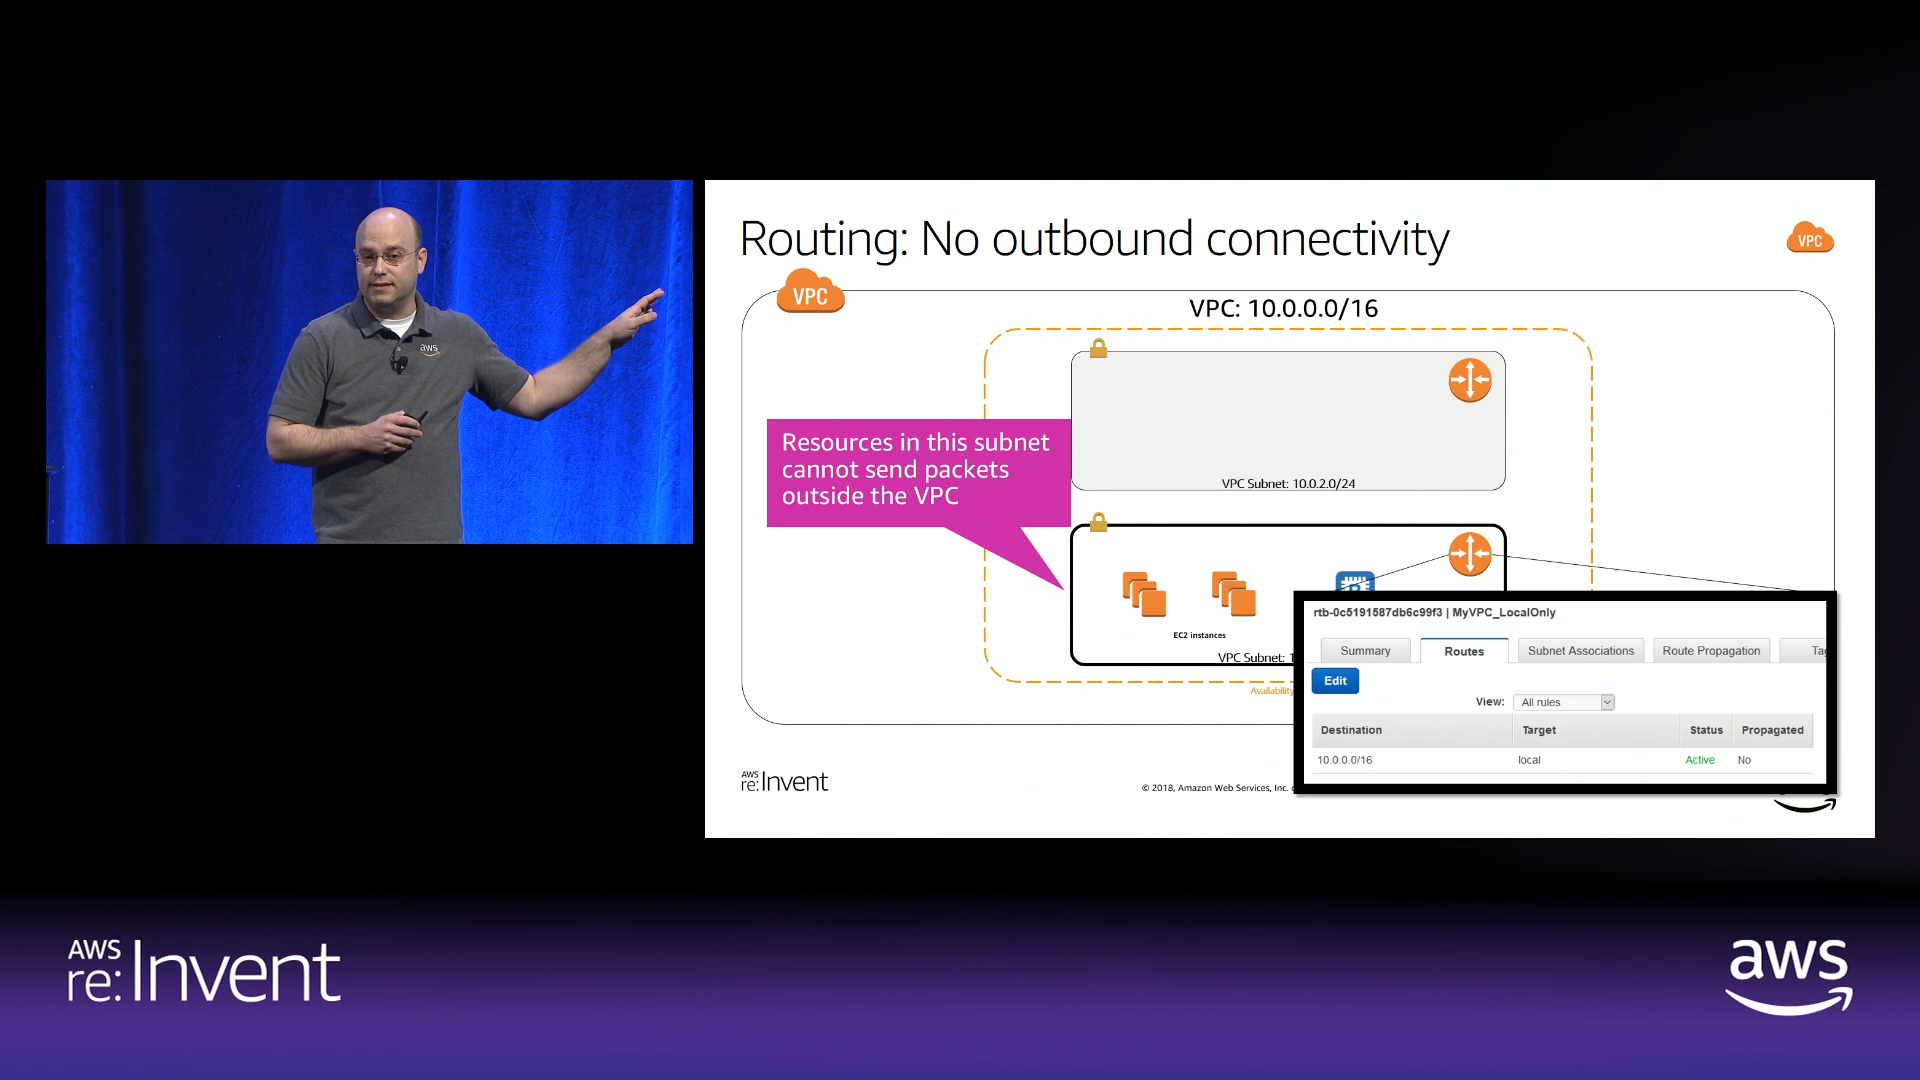 aws
Routing: No outbound connectivity
VPC
VPC
VPC: 10.0.0.0/16
Resources in this subnet
cannot send packets
outside the VPC
VPC Subnet: 10.0.2.0/24
EC2 instances
VPC Subnet: 1
Availability
rtb-0c5191587db6c99f3 | MyVPC_LocalOnly
Summary
Routes
Subnet Associations
Route Propagation
Ta
Edit
View:
All rules
Destination
Target
Status
Propagated
10.0.0.0/16
local
Active
No
AWS
re:Invent
© 2018, Amazon Web Services, Inc.
AWS
re:Invent
aws